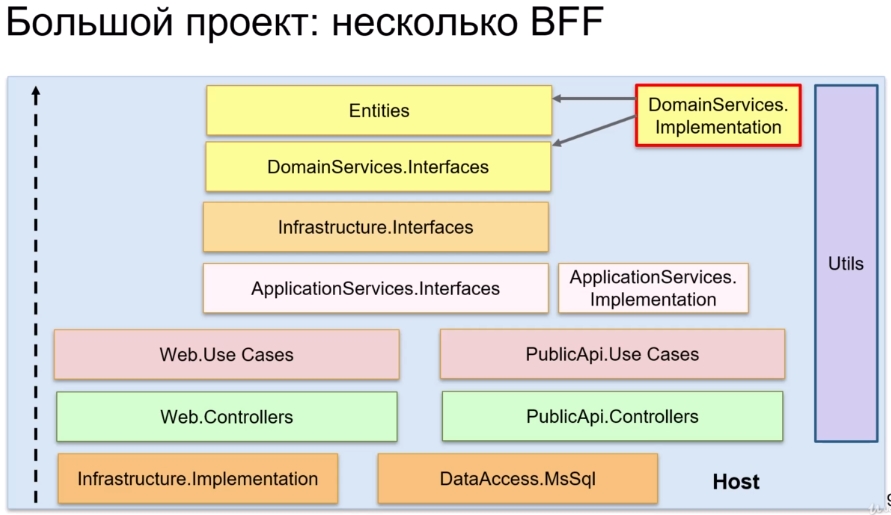 Большой проект: несколько BFF
Entities
DomainServices.
Implementation
DomainServices.Interfaces
Infrastructure.Interfaces
Utils
ApplicationServices.Interfaces
ApplicationServices.
Implementation
Web.Use Cases
PublicApi.Use Cases
Web.Controllers
PublicApi.Controllers
Infrastructure.Implementation
DataAccess.MsSql
Host
9